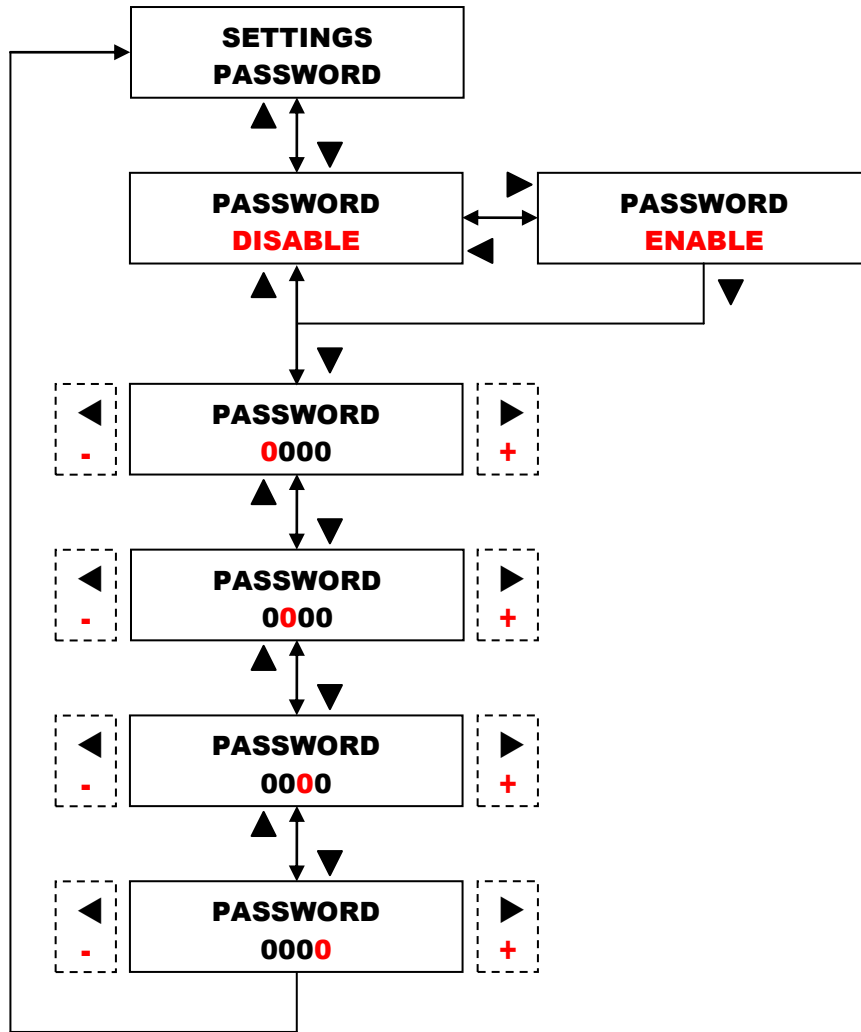 SETTINGS
PASSWORD
PASSWORD
DISABLE
PASSWORD
ENABLE
PASSWORD
0000
-
+
PASSWORD
0000
-
+
PASSWORD
0000
-
+
PASSWORD
0000
-
+